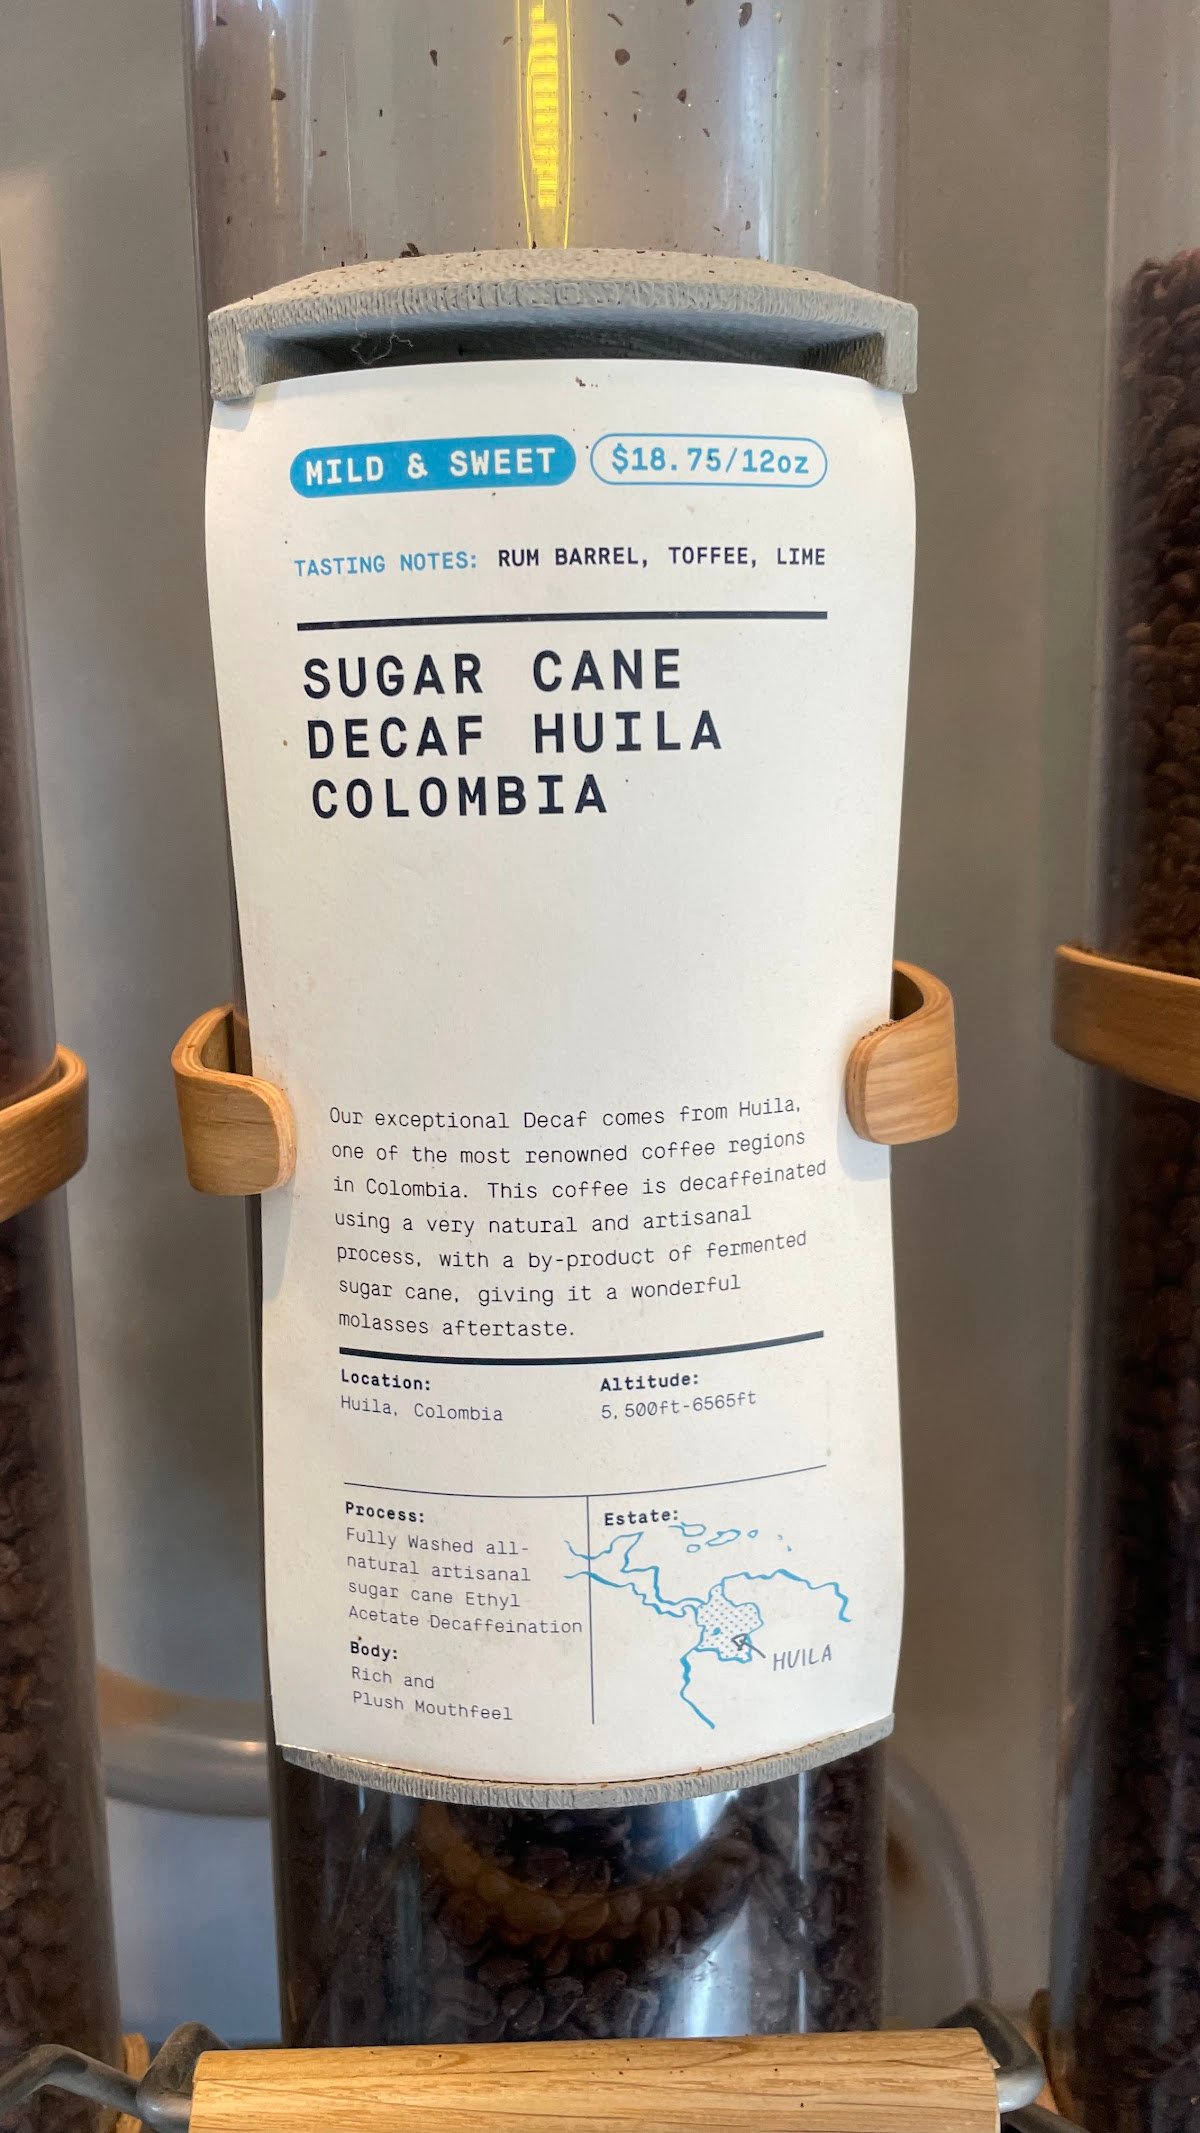 MILD & SWEET $18.75/12oz
TASTING NOTES: RUM BARREL, TOFFEE, LIME
SUGAR CANE
DECAF HUILA
COLOMBIA
Our exceptional Decaf comes from Huila,
one of the most renowned coffee regions
in Colombia. This coffee is decaffeinated
using a very natural and artisanal
process, with a by-product of fermented
sugar cane, giving it a wonderful
molasses aftertaste.
Location:
Huila, Colombia
Altitude:
5,500ft-6565ft
Process:
Fully Washed all-
natural artisanal
sugar cane Ethyl
Acetate Decaffeination
Body:
Rich and
Plush Mouthfeel
Estate:
HUILA